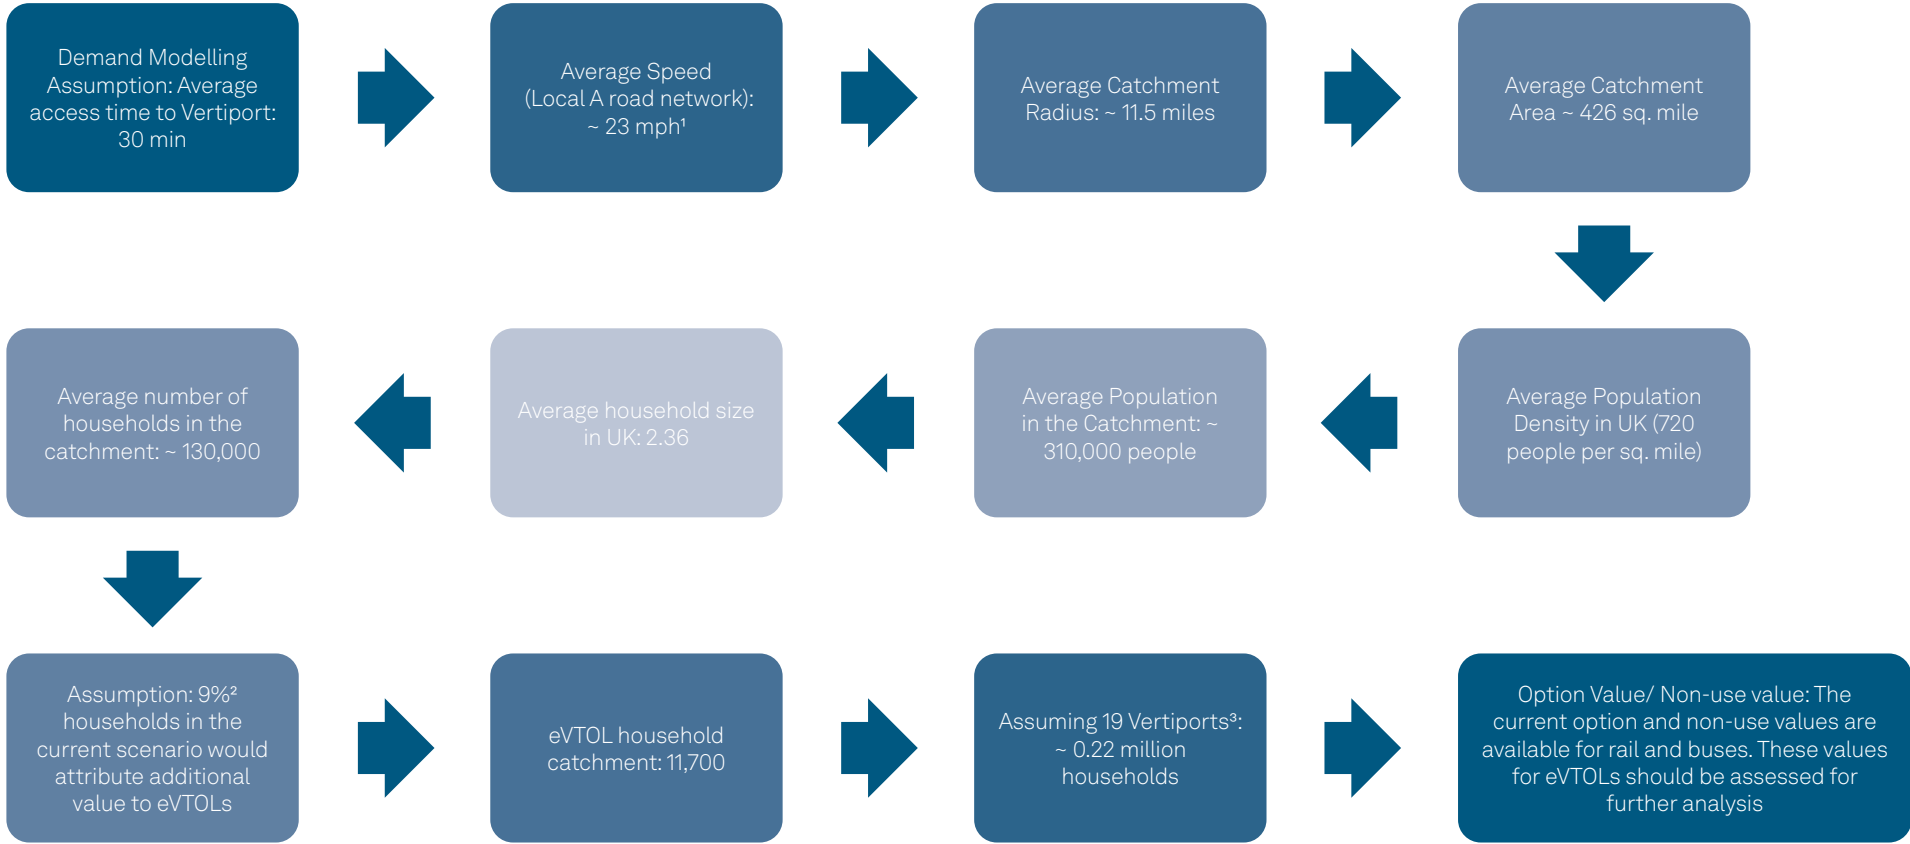 Demand Modelling
Assumption: Average
access time to Vertiport:
30 min
Average Speed
(Local A road network):
~ 23 mph¹
Average Catchment
Radius: ~ 11.5 miles
Average Catchment
Area ~ 426 sq. mile
Average Population
Density in UK (720
people per sq. mile)
Average Population
in the Catchment: ~
310,000 people
Average household size
in UK: 2.36
Average number of
households in the
catchment: ~ 130,000
Assumption: 9%²
households in the
current scenario would
attribute additional
value to eVTOLs
eVTOL household
catchment: 11,700
Assuming 19 Vertiports³:
~ 0.22 million
households
Option Value/ Non-use value: The
current option and non-use values are
available for rail and buses. These values
for eVTOLs should be assessed for
further analysis